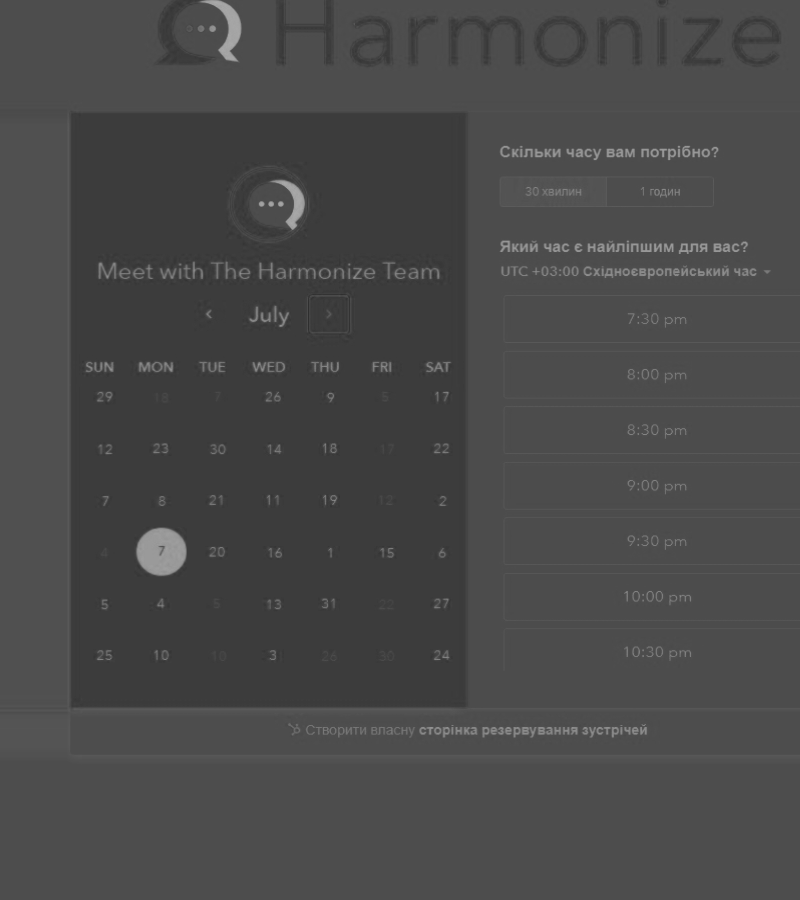 Harmonize
Meet with The Harmonize Team
July
SUN MON TUE WED THU FRI SAT
29 18 7 26 9 5 17
12 23 30 14 18 17 22
7 8 21 11 19 12 2
4 7 20 16 1 15 6
5 4 5 13 31 22 27
25 10 18 3 26 30 24
Скільки часу вам потрібно?
30 хвилин 1 годин
Який час є найліпшим для вас?
UTC +03:00 Східноєвропейський час
7:30 pm
8:00 pm
8:30 pm
9:00 pm
9:30 pm
10:00 pm
10:30 pm
Створити власну сторінка резервування зустрічей